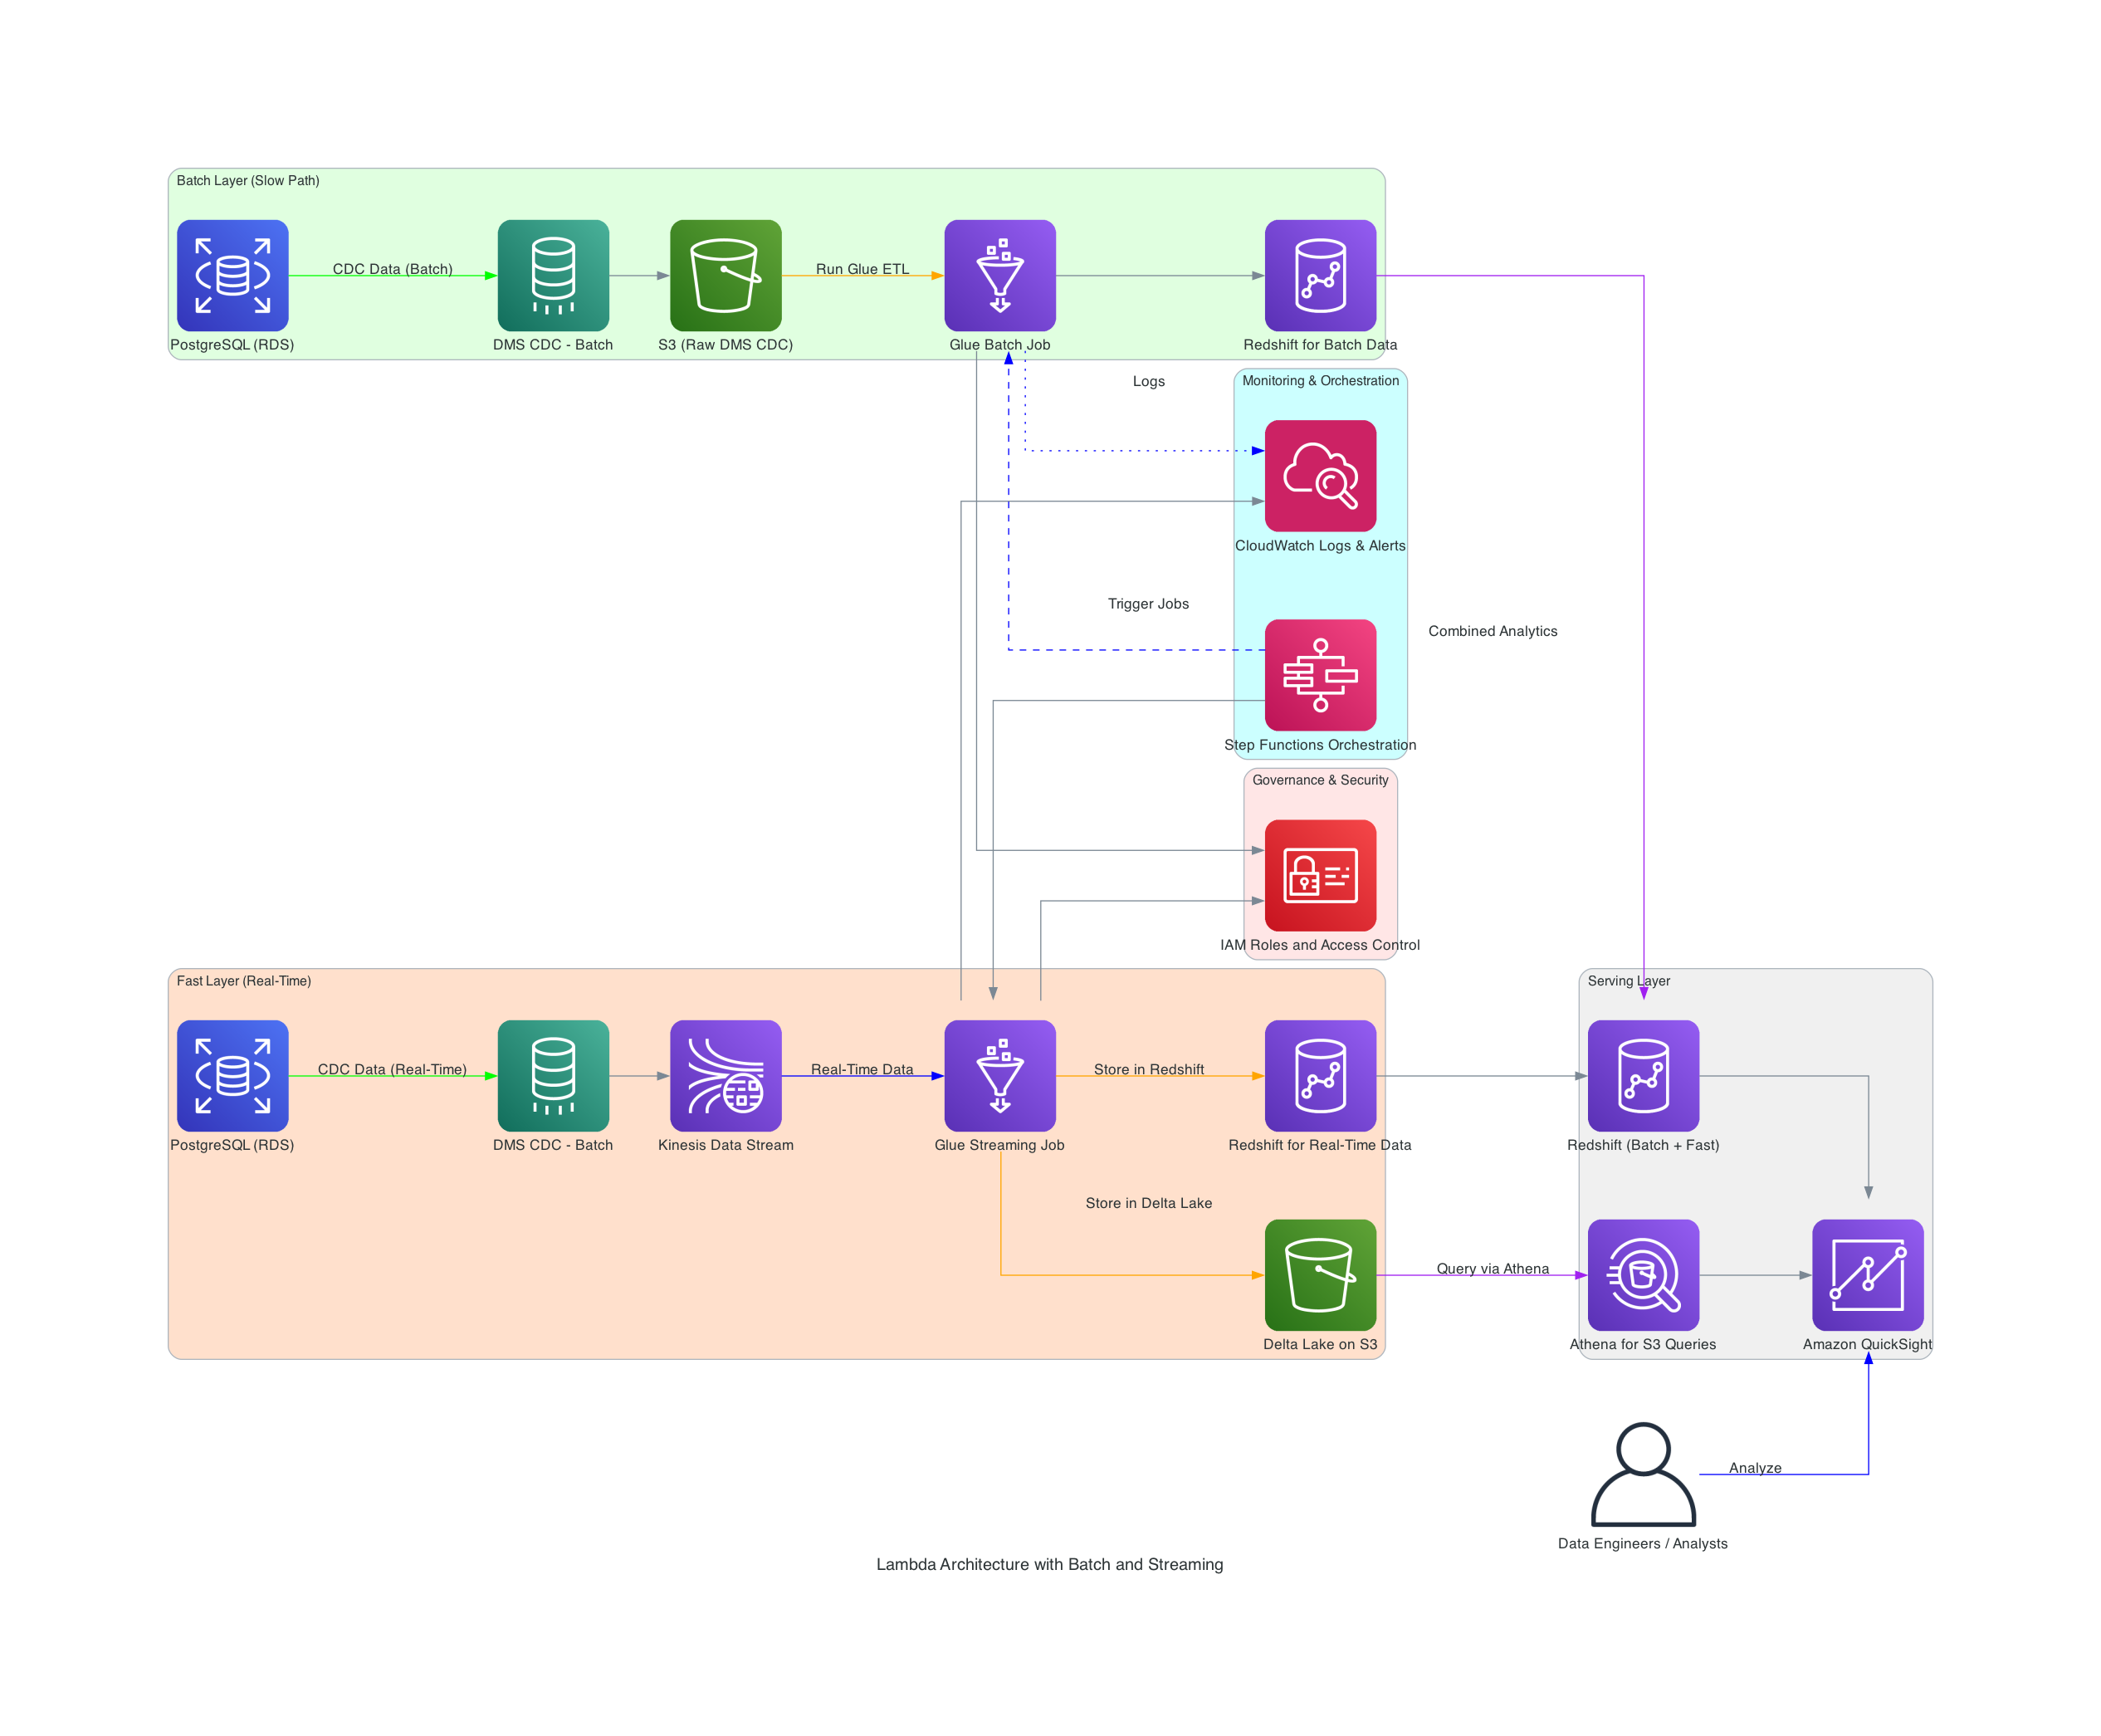 Batch Layer (Slow Path)
CDC Data (Batch)
Run Glue ETL
PostgreSQL (RDS)
DMS CDC - Batch
S3 (Raw DMS CDC)
Glue Batch Job
Redshift for Batch Data
Logs
Monitoring & Orchestration
CloudWatch Logs & Alerts
Trigger Jobs
Combined Analytics
Step Functions Orchestration
Governance & Security
IAM Roles and Access Control
Fast Layer (Real-Time)
Serving Layer
CDC Data (Real-Time)
Real-Time Data
Store in Redshift
PostgreSQL (RDS)
DMS CDC - Batch
Kinesis Data Stream
Glue Streaming Job
Redshift for Real-Time Data
Redshift (Batch + Fast)
Store in Delta Lake
Query via Athena
Delta Lake on S3
Athena for S3 Queries
Amazon QuickSight
Analyze
Data Engineers / Analysts
Lambda Architecture with Batch and Streaming